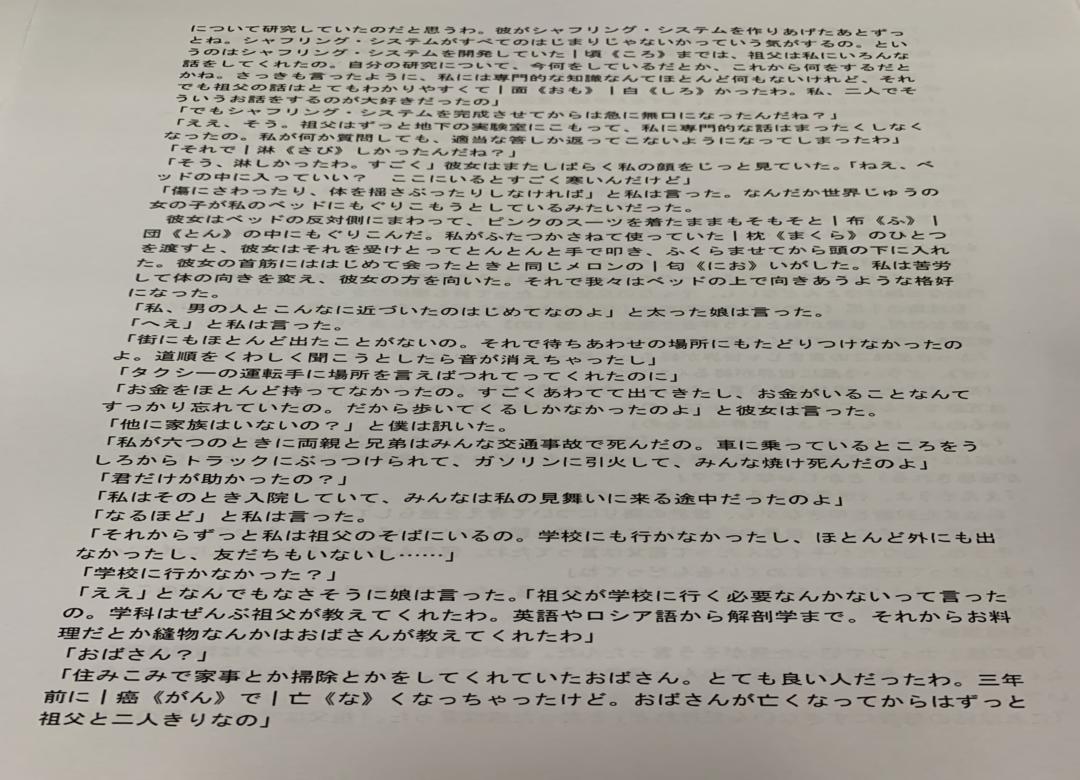 について研究していたのだと思うわ。彼がシャフリング・システムを作りあげたあとずっ
とね。シャフリング・システムがすべてのはじまりじゃないかっていう気がするの。とい
うのはシャフリング・システムを開発していた|頃《ころ》までは、祖父は私にいろんな
話をしてくれたの。自分の研究について、今何をしているだとか、これから何をするだと
かね。さっきも言ったように、私には専門的な知識なんてほとんど何もないけれど、それ
でも祖父の話はとてもわかりやすくて|面《おも》|白《しろ》かったわ。私、二人でそ
ういうお話をするのが大好きだったの」
「でもシャフリング・システムを完成させてからは急に無口になったんだね?」
「ええ、そう。祖父はずっと地下の実験室にこもって、私に専門的な話はまったくしなく
なったの。私が何か質問しても、適当な答しか返ってこないようになってしまったわ」
「それで|淋《さび》しかったんだね?」
「そう、淋しかったわ。すごく」彼女はまたしばらく私の顔をじっと見ていた。「ねえ、ベ
ッドの中に入っていい? ここにいるとすごく寒いんだけど」
「傷にさわったり、体を揺さぶったりしなければ」と私は言った。なんだか世界じゅうの
女の子が私のベッドにもぐりこもうとしているみたいだった。
彼女はベッドの反対側にまわって、ピンクのスーツを着たままもそもそと|布《ふ》|
団《とん》の中にもぐりこんだ。私がふたつかさねて使っていた|枕《まくら》のひとつ
を渡すと、彼女はそれを受けとってとんとんと手で叩き、ふくらませてから頭の下に入れ
た。彼女の首筋にははじめて会ったときと同じメロンの|匂《にお》いがした。私は苦労
して体の向きを変え、彼女の方を向いた。それで我々はベッドの上で向きあうような格好
になった。
「私、男の人とこんなに近づいたのはじめてなのよ」と太った娘は言った。
「へえ」と私は言った。
「街にもほとんど出たことがないの。それで待ちあわせの場所にもたどりつけなかったの
よ。道順をくわしく聞こうとしたら音が消えちゃったし」
「タクシーの運転手に場所を言えばつれてってくれたのに」
「お金をほとんど持ってなかったの。すごくあわてて出てきたし、お金がいることなんて
すっかり忘れていたの。だから歩いてくるしかなかったのよ」と彼女は言った。
「他に家族はいないの?」と僕は訊いた。
「私が六つのときに両親と兄弟はみんな交通事故で死んだの。車に乗っているところをう
しろからトラックにぶっつけられて、ガソリンに引火して、みんな焼け死んだのよ」
「君だけが助かったの?」
「私はそのとき入院していて、みんなは私の見舞いに来る途中だったのよ」
「なるほど」と私は言った。
「それからずっと私は祖父のそばにいるの。学校にも行かなかったし、ほとんど外にも出
なかったし、友だちもいないし……」
「学校に行かなかった?」
「ええ」となんでもなさそうに娘は言った。「祖父が学校に行く必要なんかないって言った
の。学科はぜんぶ祖父が教えてくれたわ。英語やロシア語から解剖学まで。それからお料
理だとか縫物なんかはおばさんが教えてくれたわ」
「おばさん?」
「住みこみで家事とか掃除とかをしてくれていたおばさん。とても良い人だったわ。三年
前に|癌《がん》で|亡《な》くなっちゃったけど。おばさんが亡くなってからはずっと
祖父と二人きりなの」